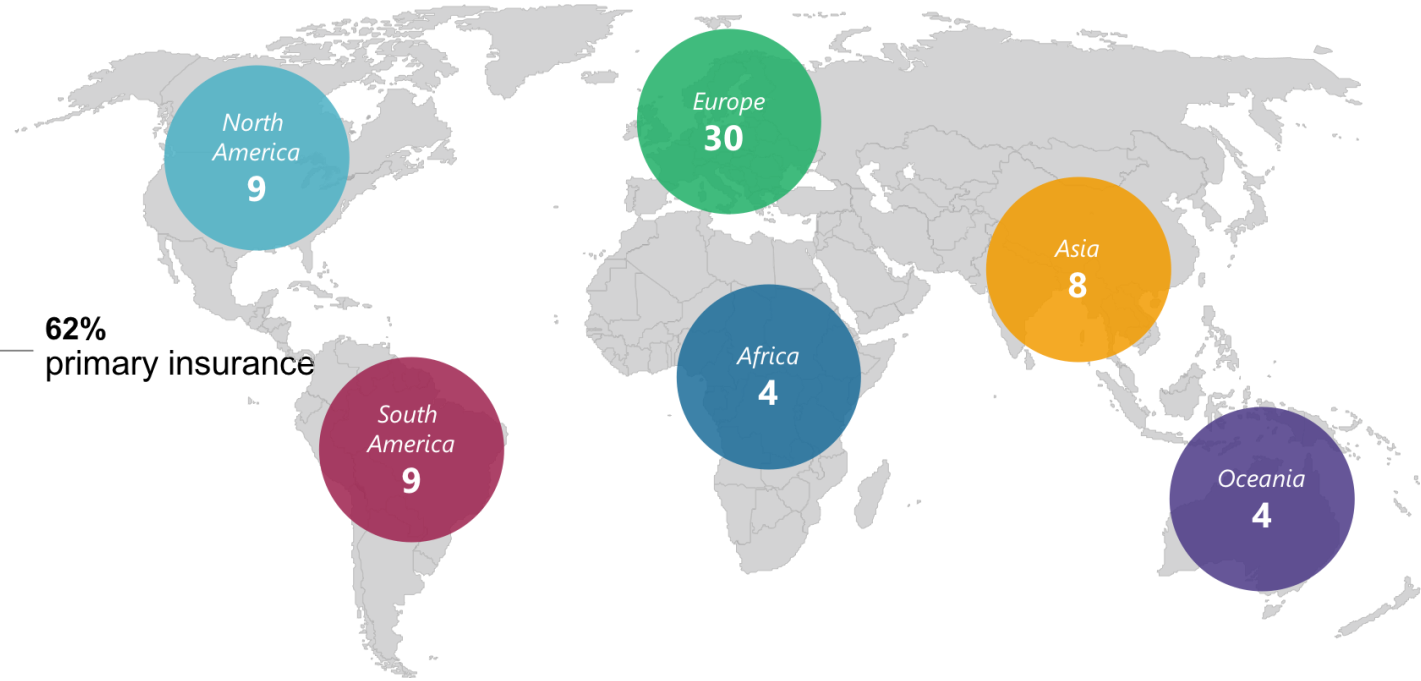 Europe
30
North
America
9
Asia
8
62%
primary insurance
Africa
4
South
America
9
Oceania
4